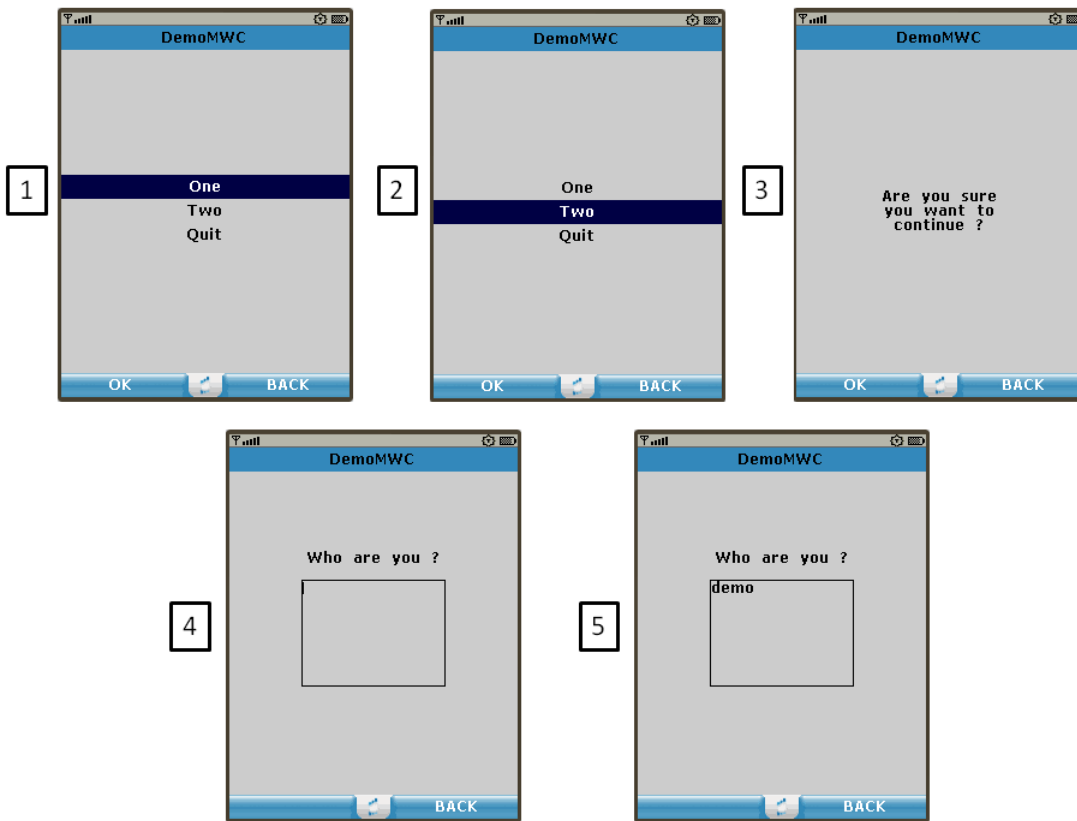 DemoMWC
1
One
Two
Quit
OK
BACK
DemoMWC
2
One
Two
Quit
OK
BACK
DemoMWC
3
Are you sure
you want to
continue ?
OK
BACK
DemoMWC
4
Who are you ?
BACK
DemoMWC
5
Who are you ?
demo
BACK